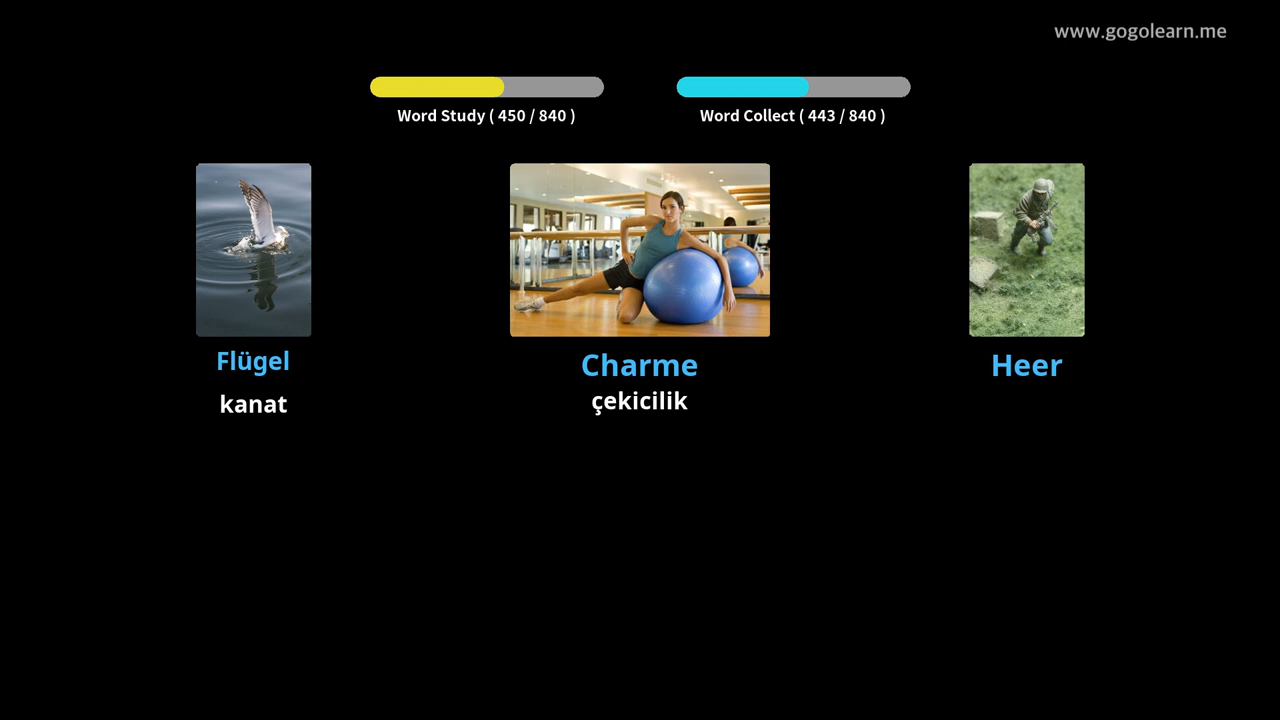 www.gogolearn.me
Word Study ( 450 / 840 )
Word Collect ( 443 / 840 )
Flügel
kanat
Charme
çekicilik
Heer